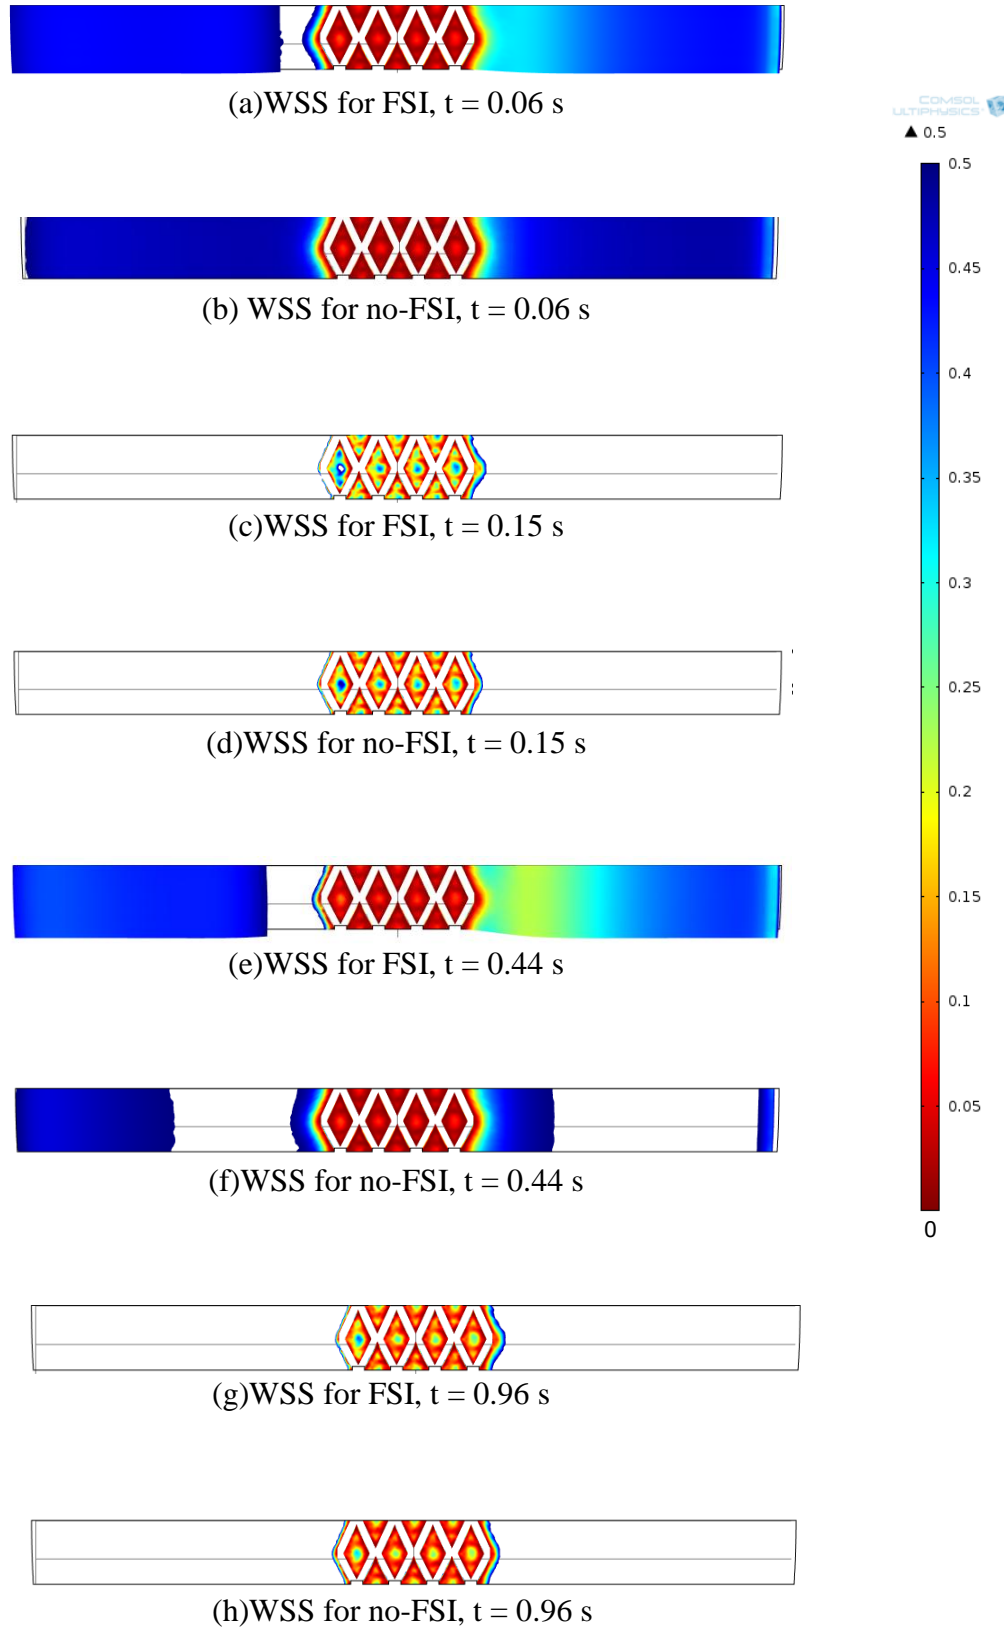 (a)WSS for FSI, t = 0.06 s
COMSOL
ULTIPHYSICS
▲ 0.5
0.5
(b) WSS for no-FSI, t = 0.06 s
0.45
0.4
(c)WSS for FSI, t = 0.15 s
0.35
0.3
(d)WSS for no-FSI, t = 0.15 s
0.25
0.2
(e)WSS for FSI, t = 0.44 s
0.15
0.1
0.05
(f)WSS for no-FSI, t = 0.44 s
0
(g)WSS for FSI, t = 0.96 s
(h)WSS for no-FSI, t = 0.96 s